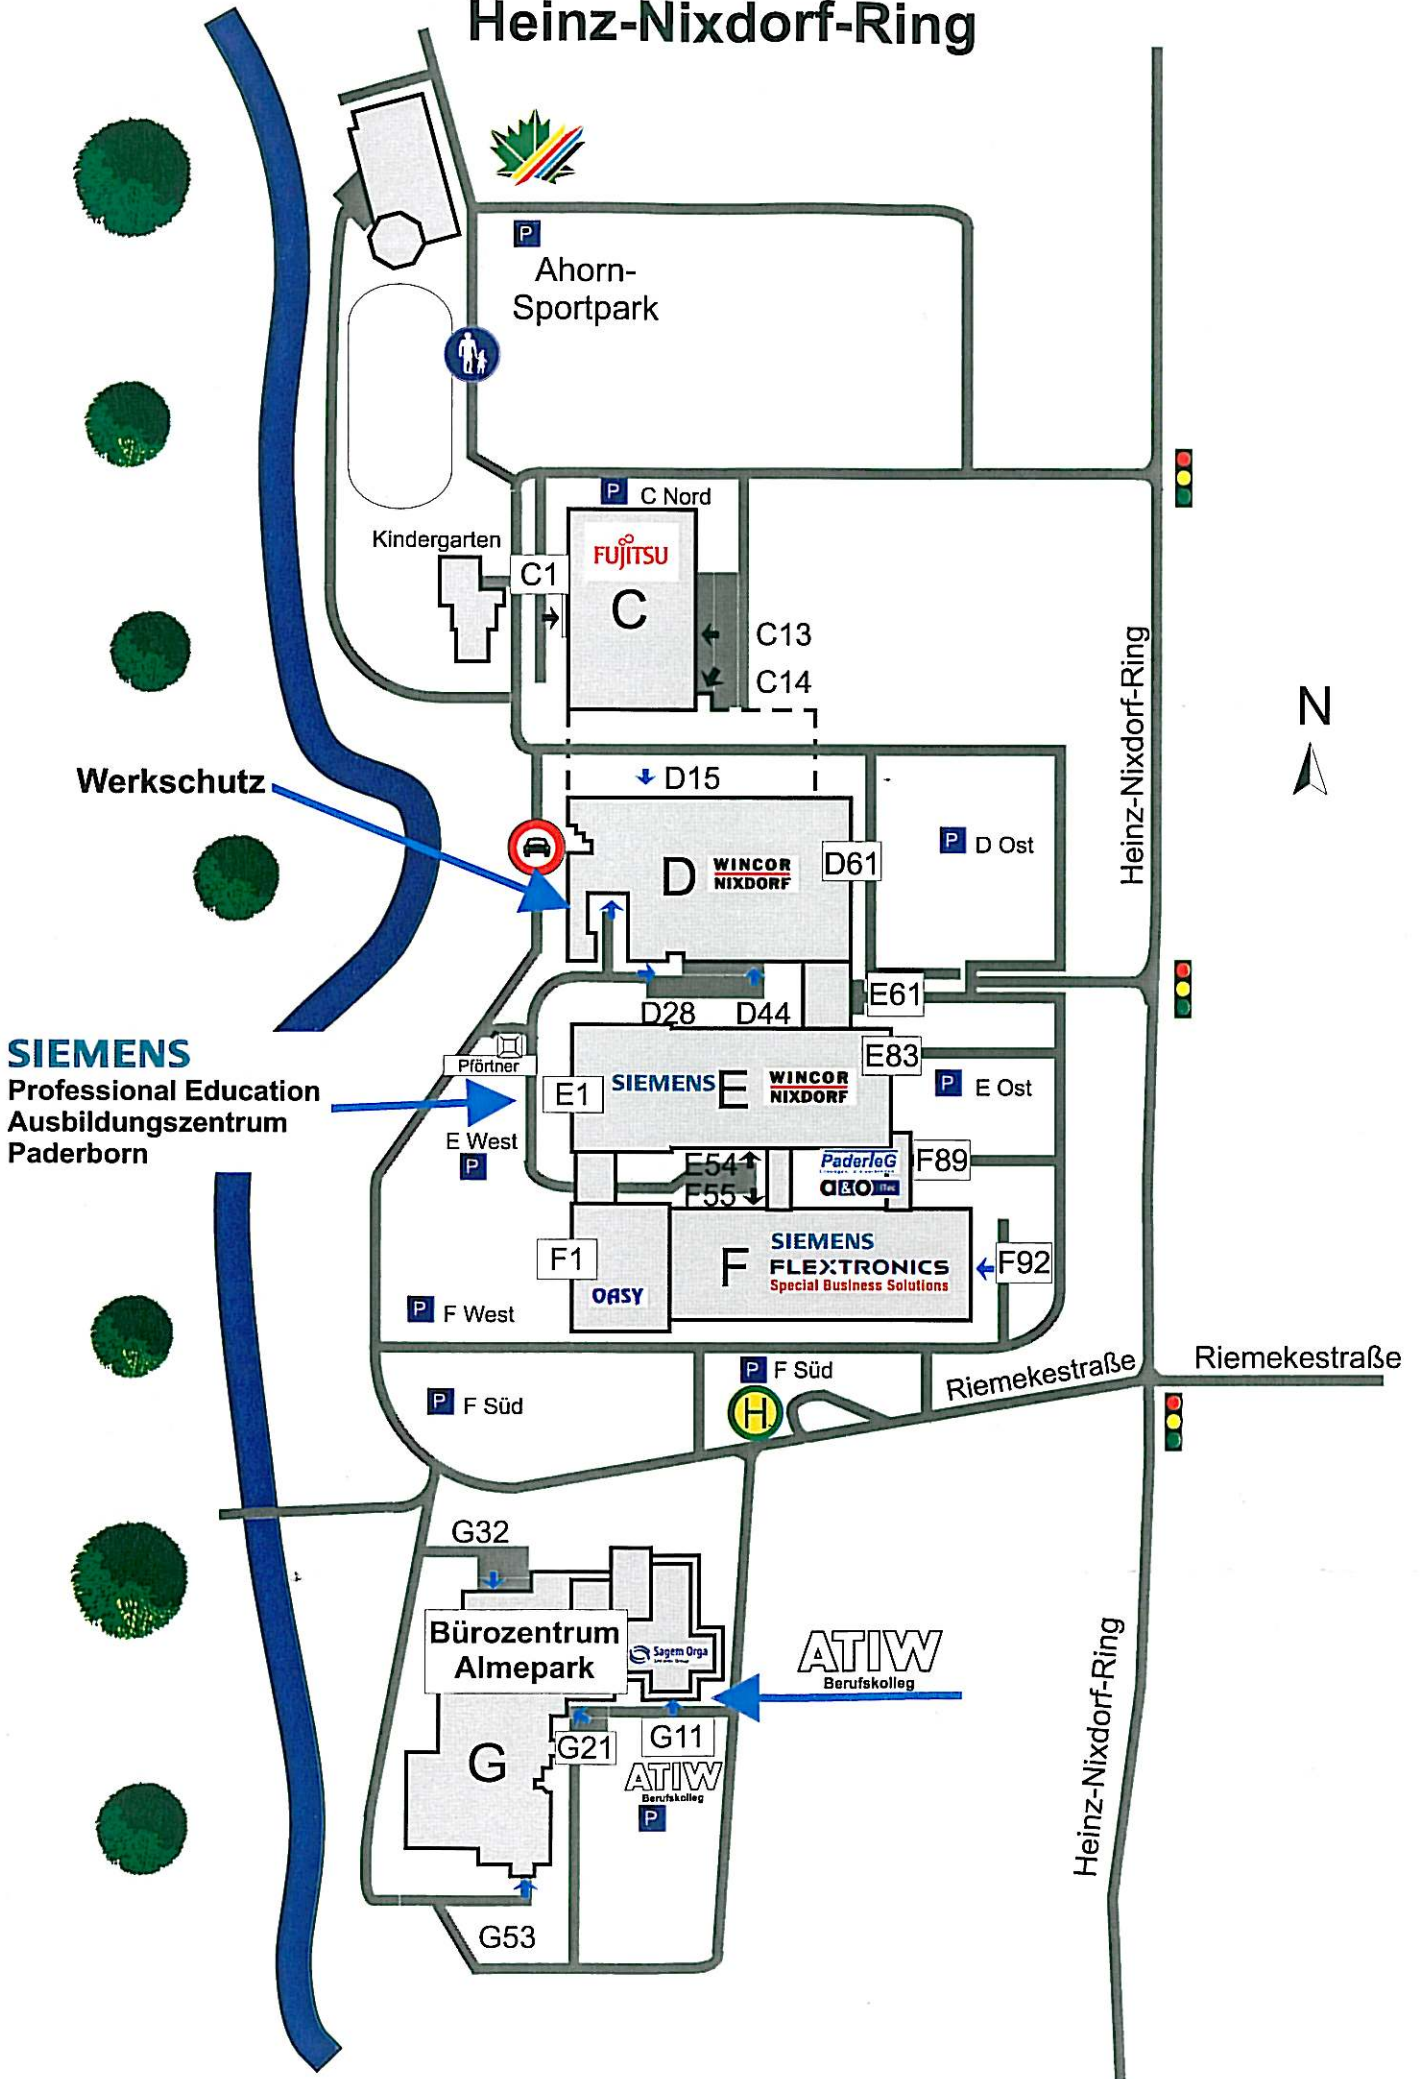 Heinz-Nixdorf-Ring
P
Ahorn-
Sportpark
P C Nord
Kindergarten
FUJITSU
C1
C
C13
C14
Heinz-Nixdorf-Ring
N
Werkschutz
D15
P D Ost
D
WINCOR
NIXDORF
D61
E61
D28
D44
SIEMENS
Professional Education
Ausbildungszentrum
Paderborn
Pförtner
E83
E1
SIEMENS
E
WINCOR
NIXDORF
P E Ost
E West
P
E54
F55
PaderleG
a&o
F89
F1
F
SIEMENS
FLEXTRONICS
Special Business Solutions
F92
OASY
P F West
P F Süd
Riemekestraße
Riemekestraße
P F Süd
H
G32
Bürozentrum
Almepark
Sagem Orga
ATIW
Berufskolleg
G
G21
G11
ATIW
Berufskolleg
P
Heinz-Nixdorf-Ring
G53